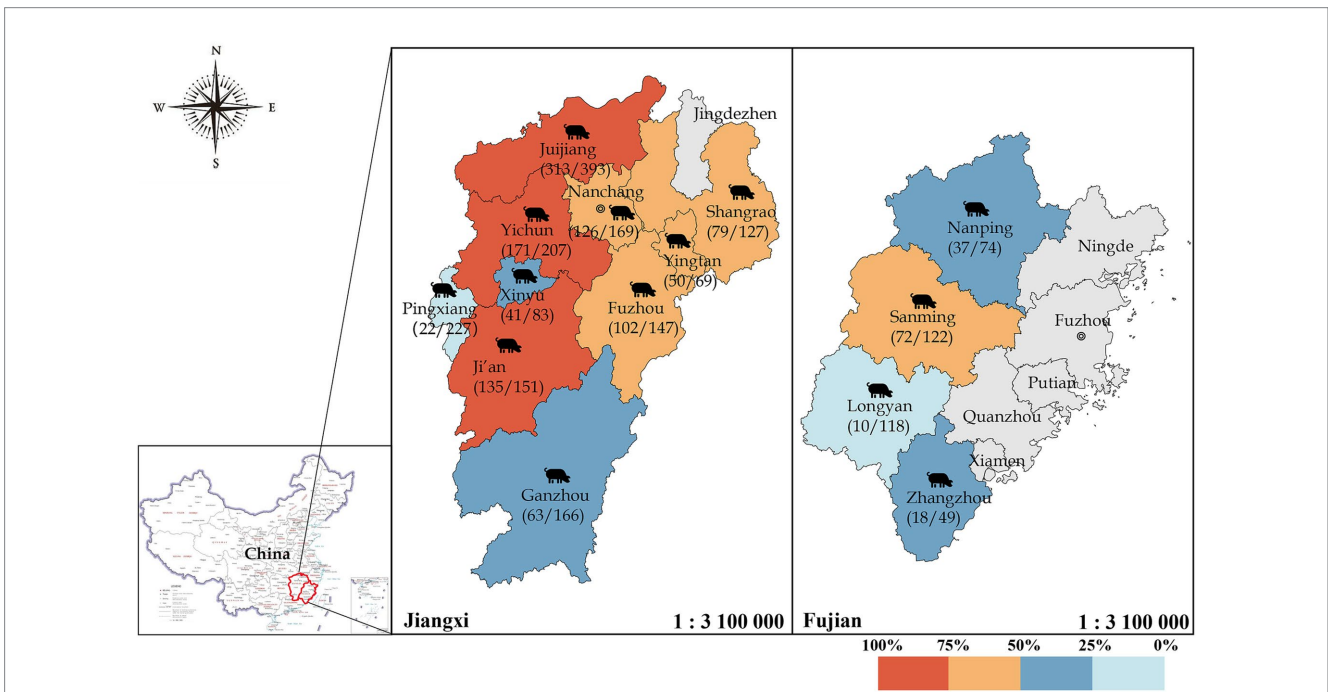 N
W
E
S
Jingdezhen
Juijiang
(313/393)
Nanchang
(126/169)
Shangrao
(79/127)
Yichun
(171/207)
Yingtan
(50/69)
Xinyu
(41/83)
Pingxiang
(22/227)
Fuzhou
(102/147)
Ji'an
(135/151)
Ganzhou
(63/166)
Jiangxi
1 : 3 100 000
Nanping
(37/74)
Ningde
Sanming
(72/122)
Fuzhou
Putian
Longyan
(10/118)
Quanzhou
Xiamen
Zhangzhou
(18/49)
Fujian
1 : 3 100 000
China
100%
75%
50%
25%
0%